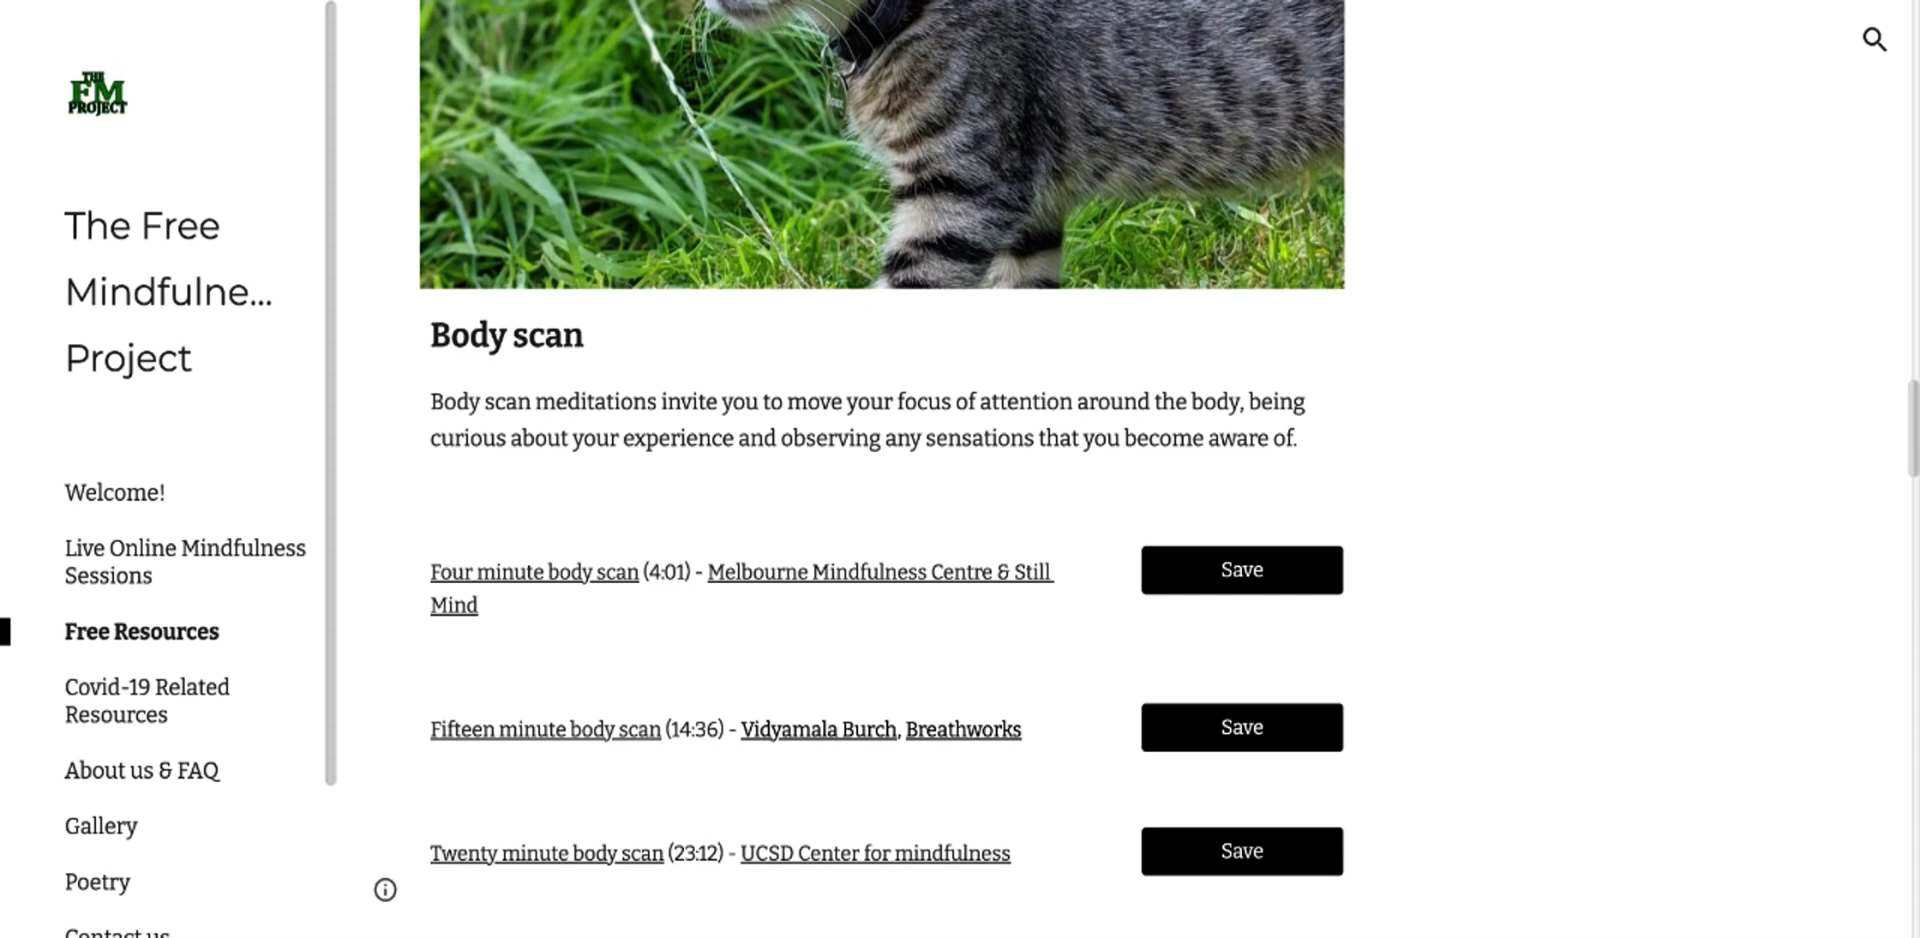 THE
FM
PROJECT
The Free
Mindfulne...
Project
Welcome!
Live Online Mindfulness
Sessions
Free Resources
Covid-19 Related
Resources
About us & FAQ
Gallery
Poetry
Contact us
Body scan
Body scan meditations invite you to move your focus of attention around the body, being
curious about your experience and observing any sensations that you become aware of.
Four minute body scan (4:01) - Melbourne Mindfulness Centre & Still
Mind
Save
Fifteen minute body scan (14:36) - Vidyamala Burch, Breathworks
Save
Twenty minute body scan (23:12) - UCSD Center for mindfulness
Save